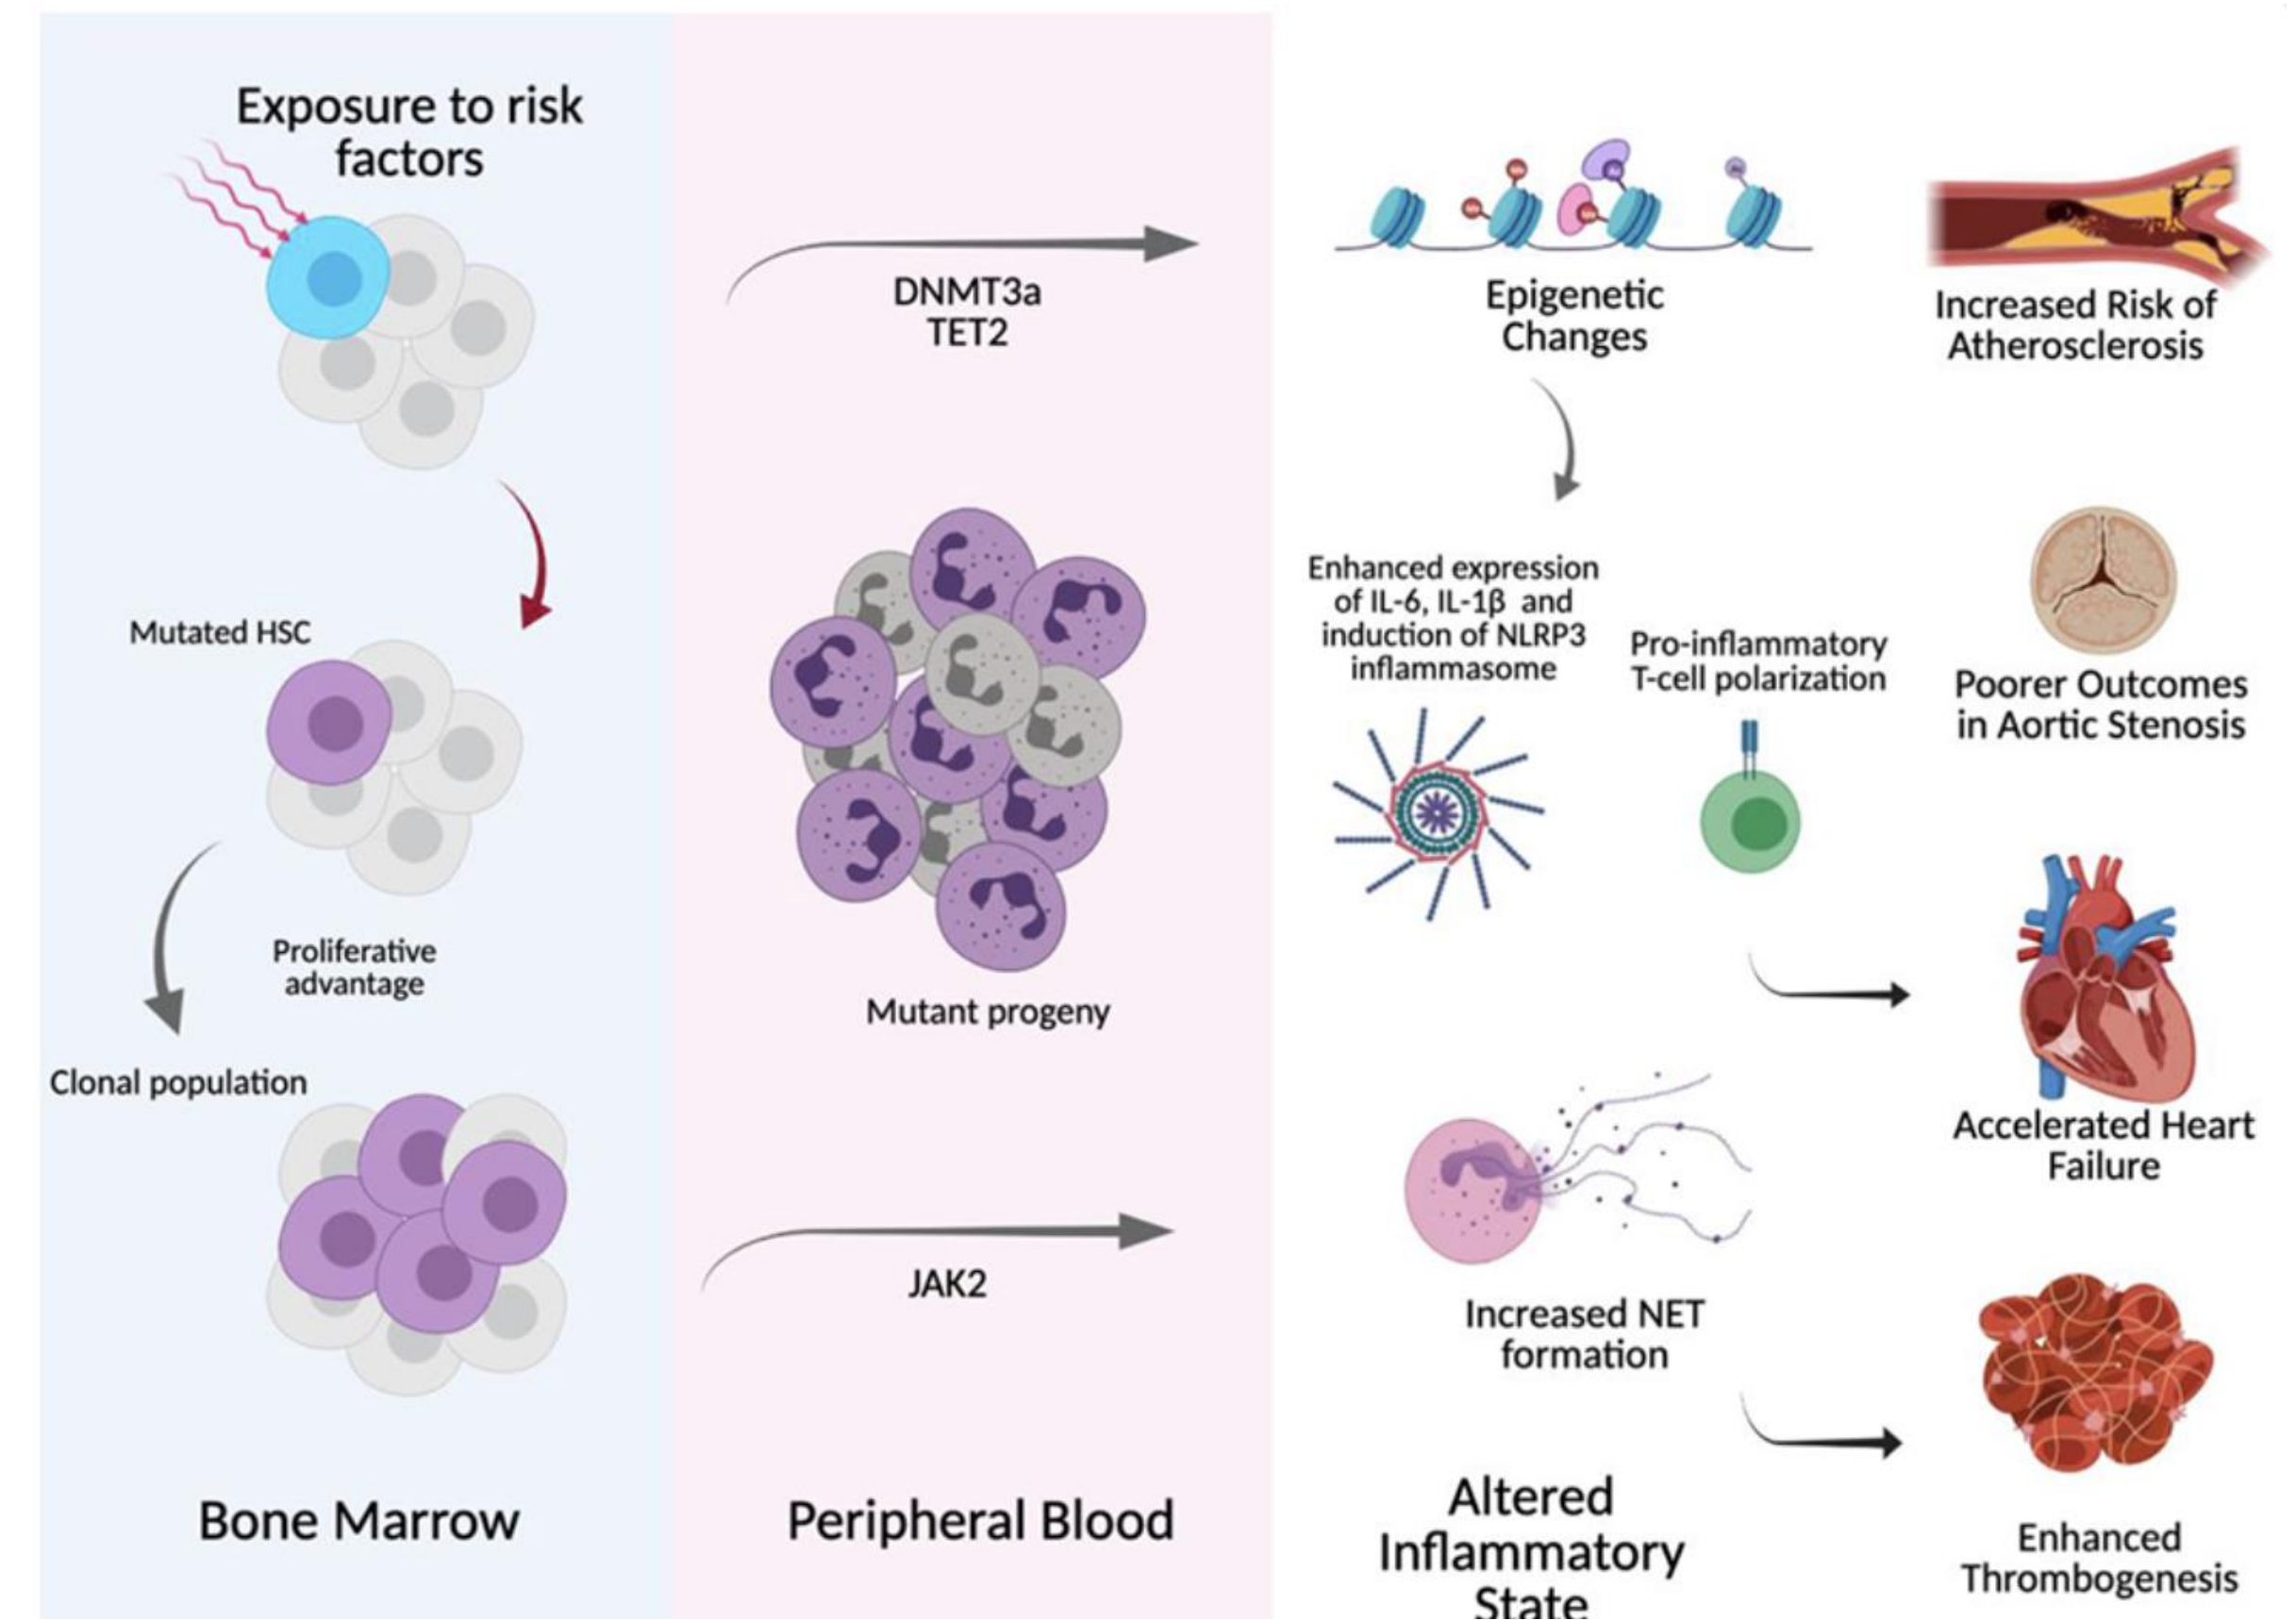 Exposure to risk
factors
Mutated HSC
Proliferative
advantage
Clonal population
Bone Marrow
DNMT3a
TET2
Mutant progeny
JAK2
Peripheral Blood
Epigenetic
Changes
Enhanced expression
of IL-6, IL-1β and
induction of NLRP3
inflammasome
Pro-inflammatory
T-cell polarization
Increased NET
formation
Altered
Inflammatory
State
Increased Risk of
Atherosclerosis
Poorer Outcomes
in Aortic Stenosis
Accelerated Heart
Failure
Enhanced
Thrombogenesis